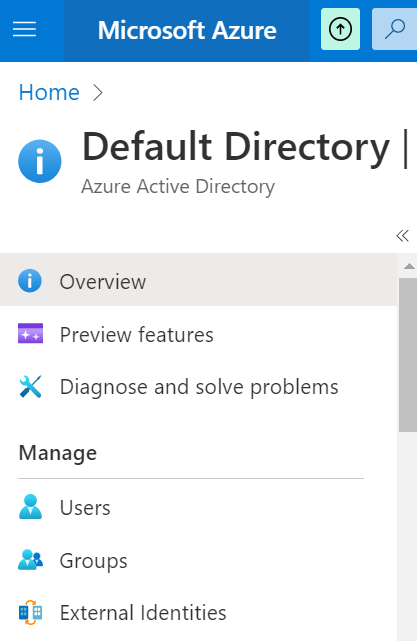 Microsoft Azure
Home
Default Directory |
Azure Active Directory
Overview
Preview features
Diagnose and solve problems
Manage
Users
Groups
External Identities